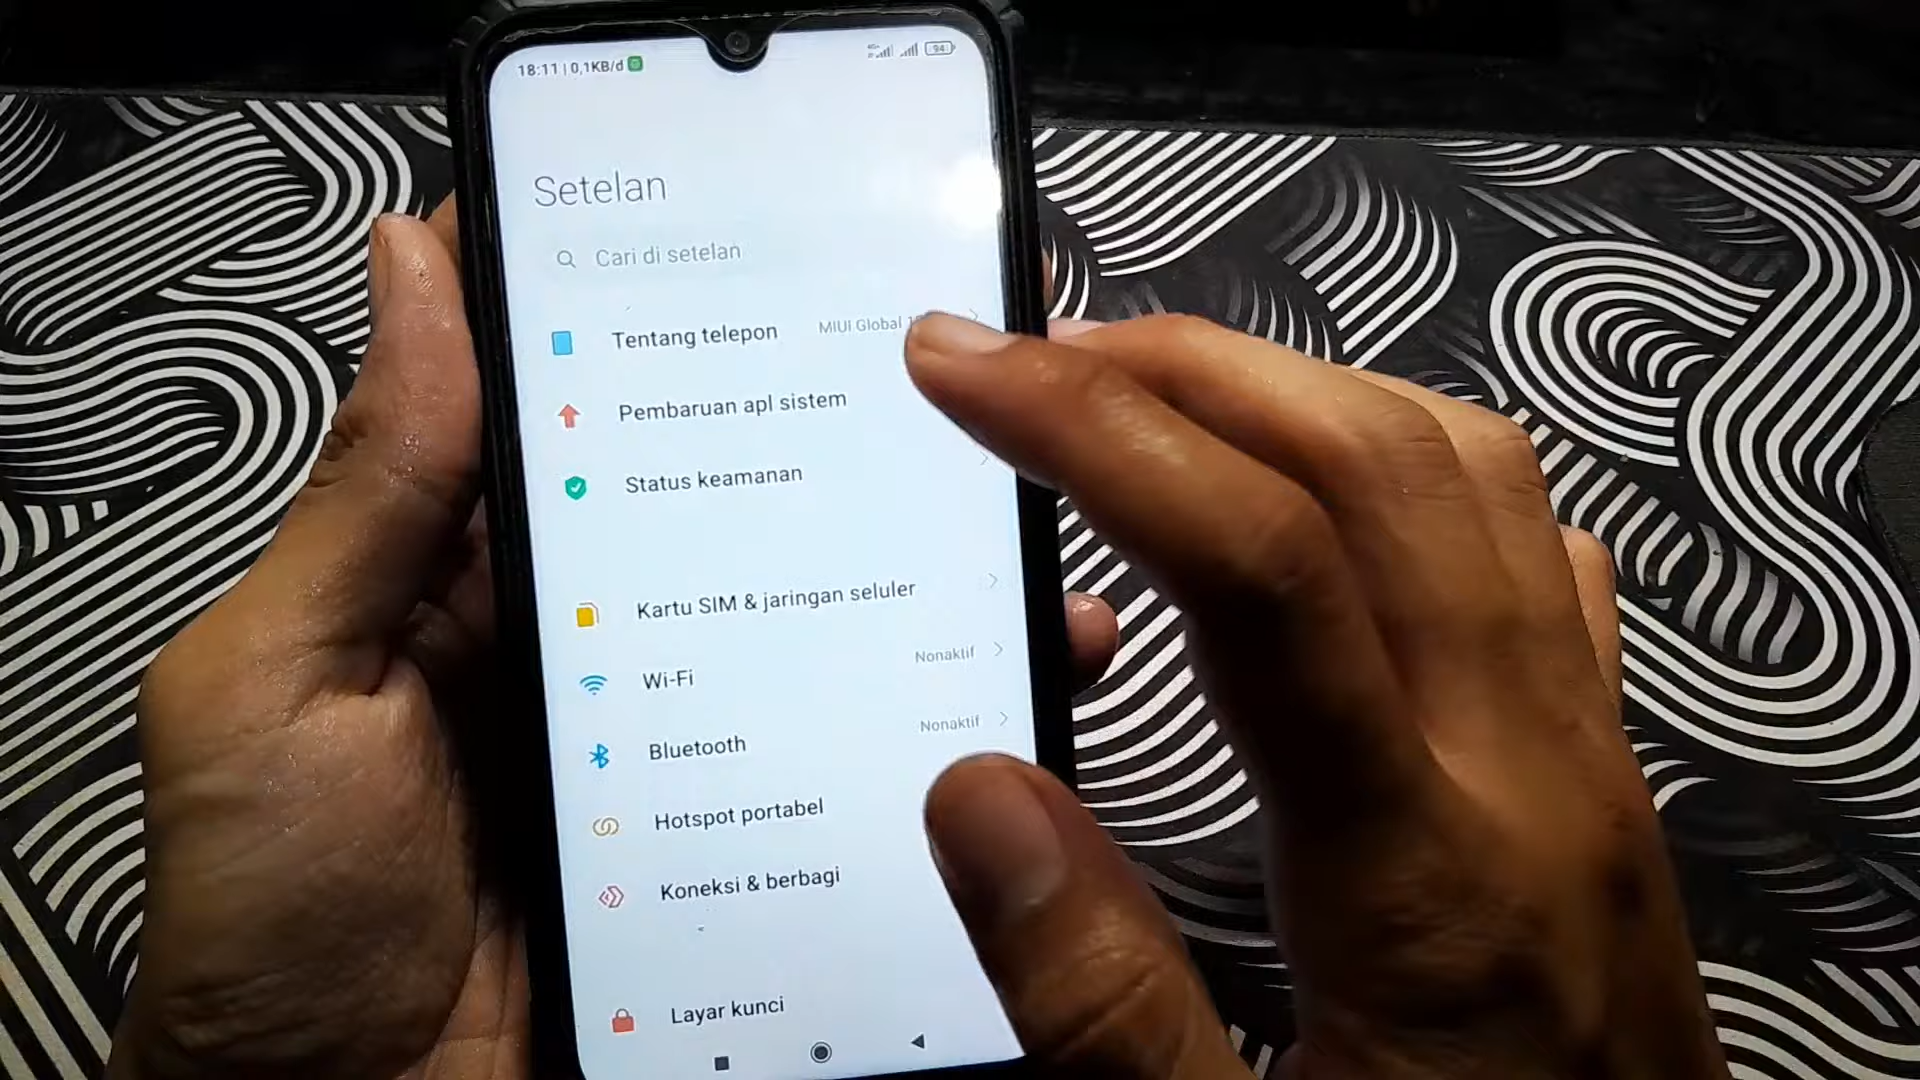 18:11 | 0,1KB/d
94
Setelan
Cari di setelan
Tentang telepon
MIUI Global
Pembaruan apl sistem
Status keamanan
Kartu SIM & jaringan seluler
Wi-Fi
Nonaktif
Bluetooth
Nonaktif
Hotspot portabel
Koneksi & berbagi
Layar kunci